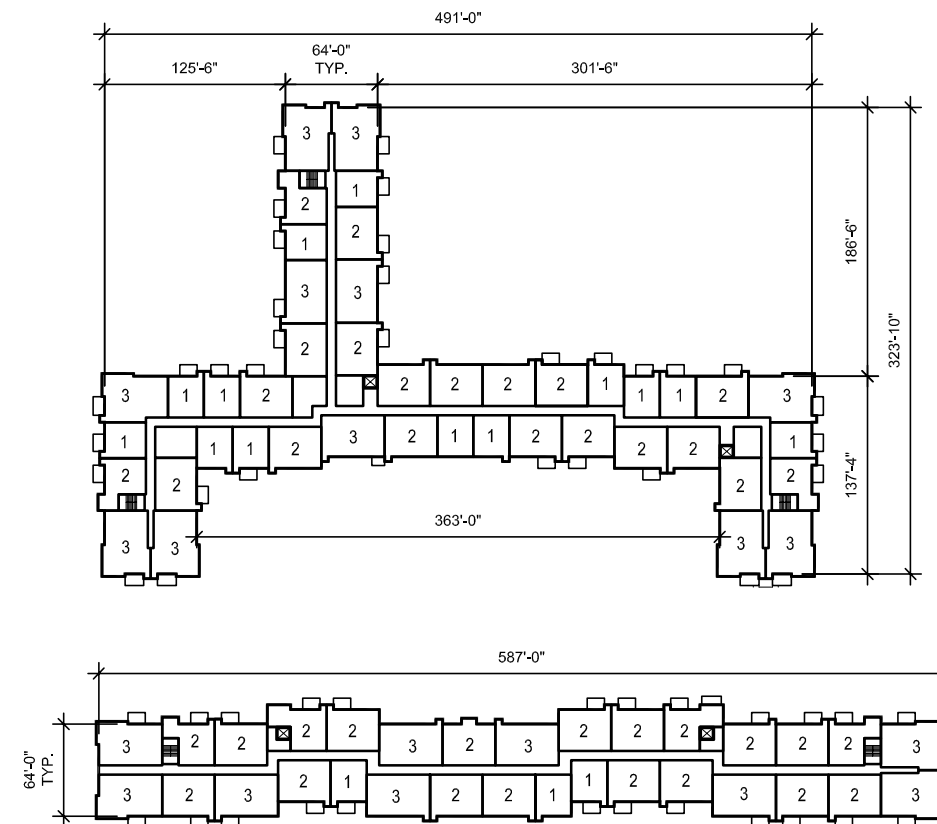 491'-0"
64'-0"
TYP.
125'-6" 301'-6"
3 3
1
2
2
1
3 3
2 2
186'-6"
323'-10"
3 1 1 2 2 2 2 2 1 1 1 2 3
1 1 1 2 3 2 1 1 2 2 2 2 1
2 2 2 2
137'-4"
363'-0"
3 3 3 3
587'-0"
3 2 2 2 2 3 2 3 2 2 2 2 2 2 3
64'-0"
TYP.
3 2 3 2 1 3 2 2 1 1 2 2 3 2 2 3